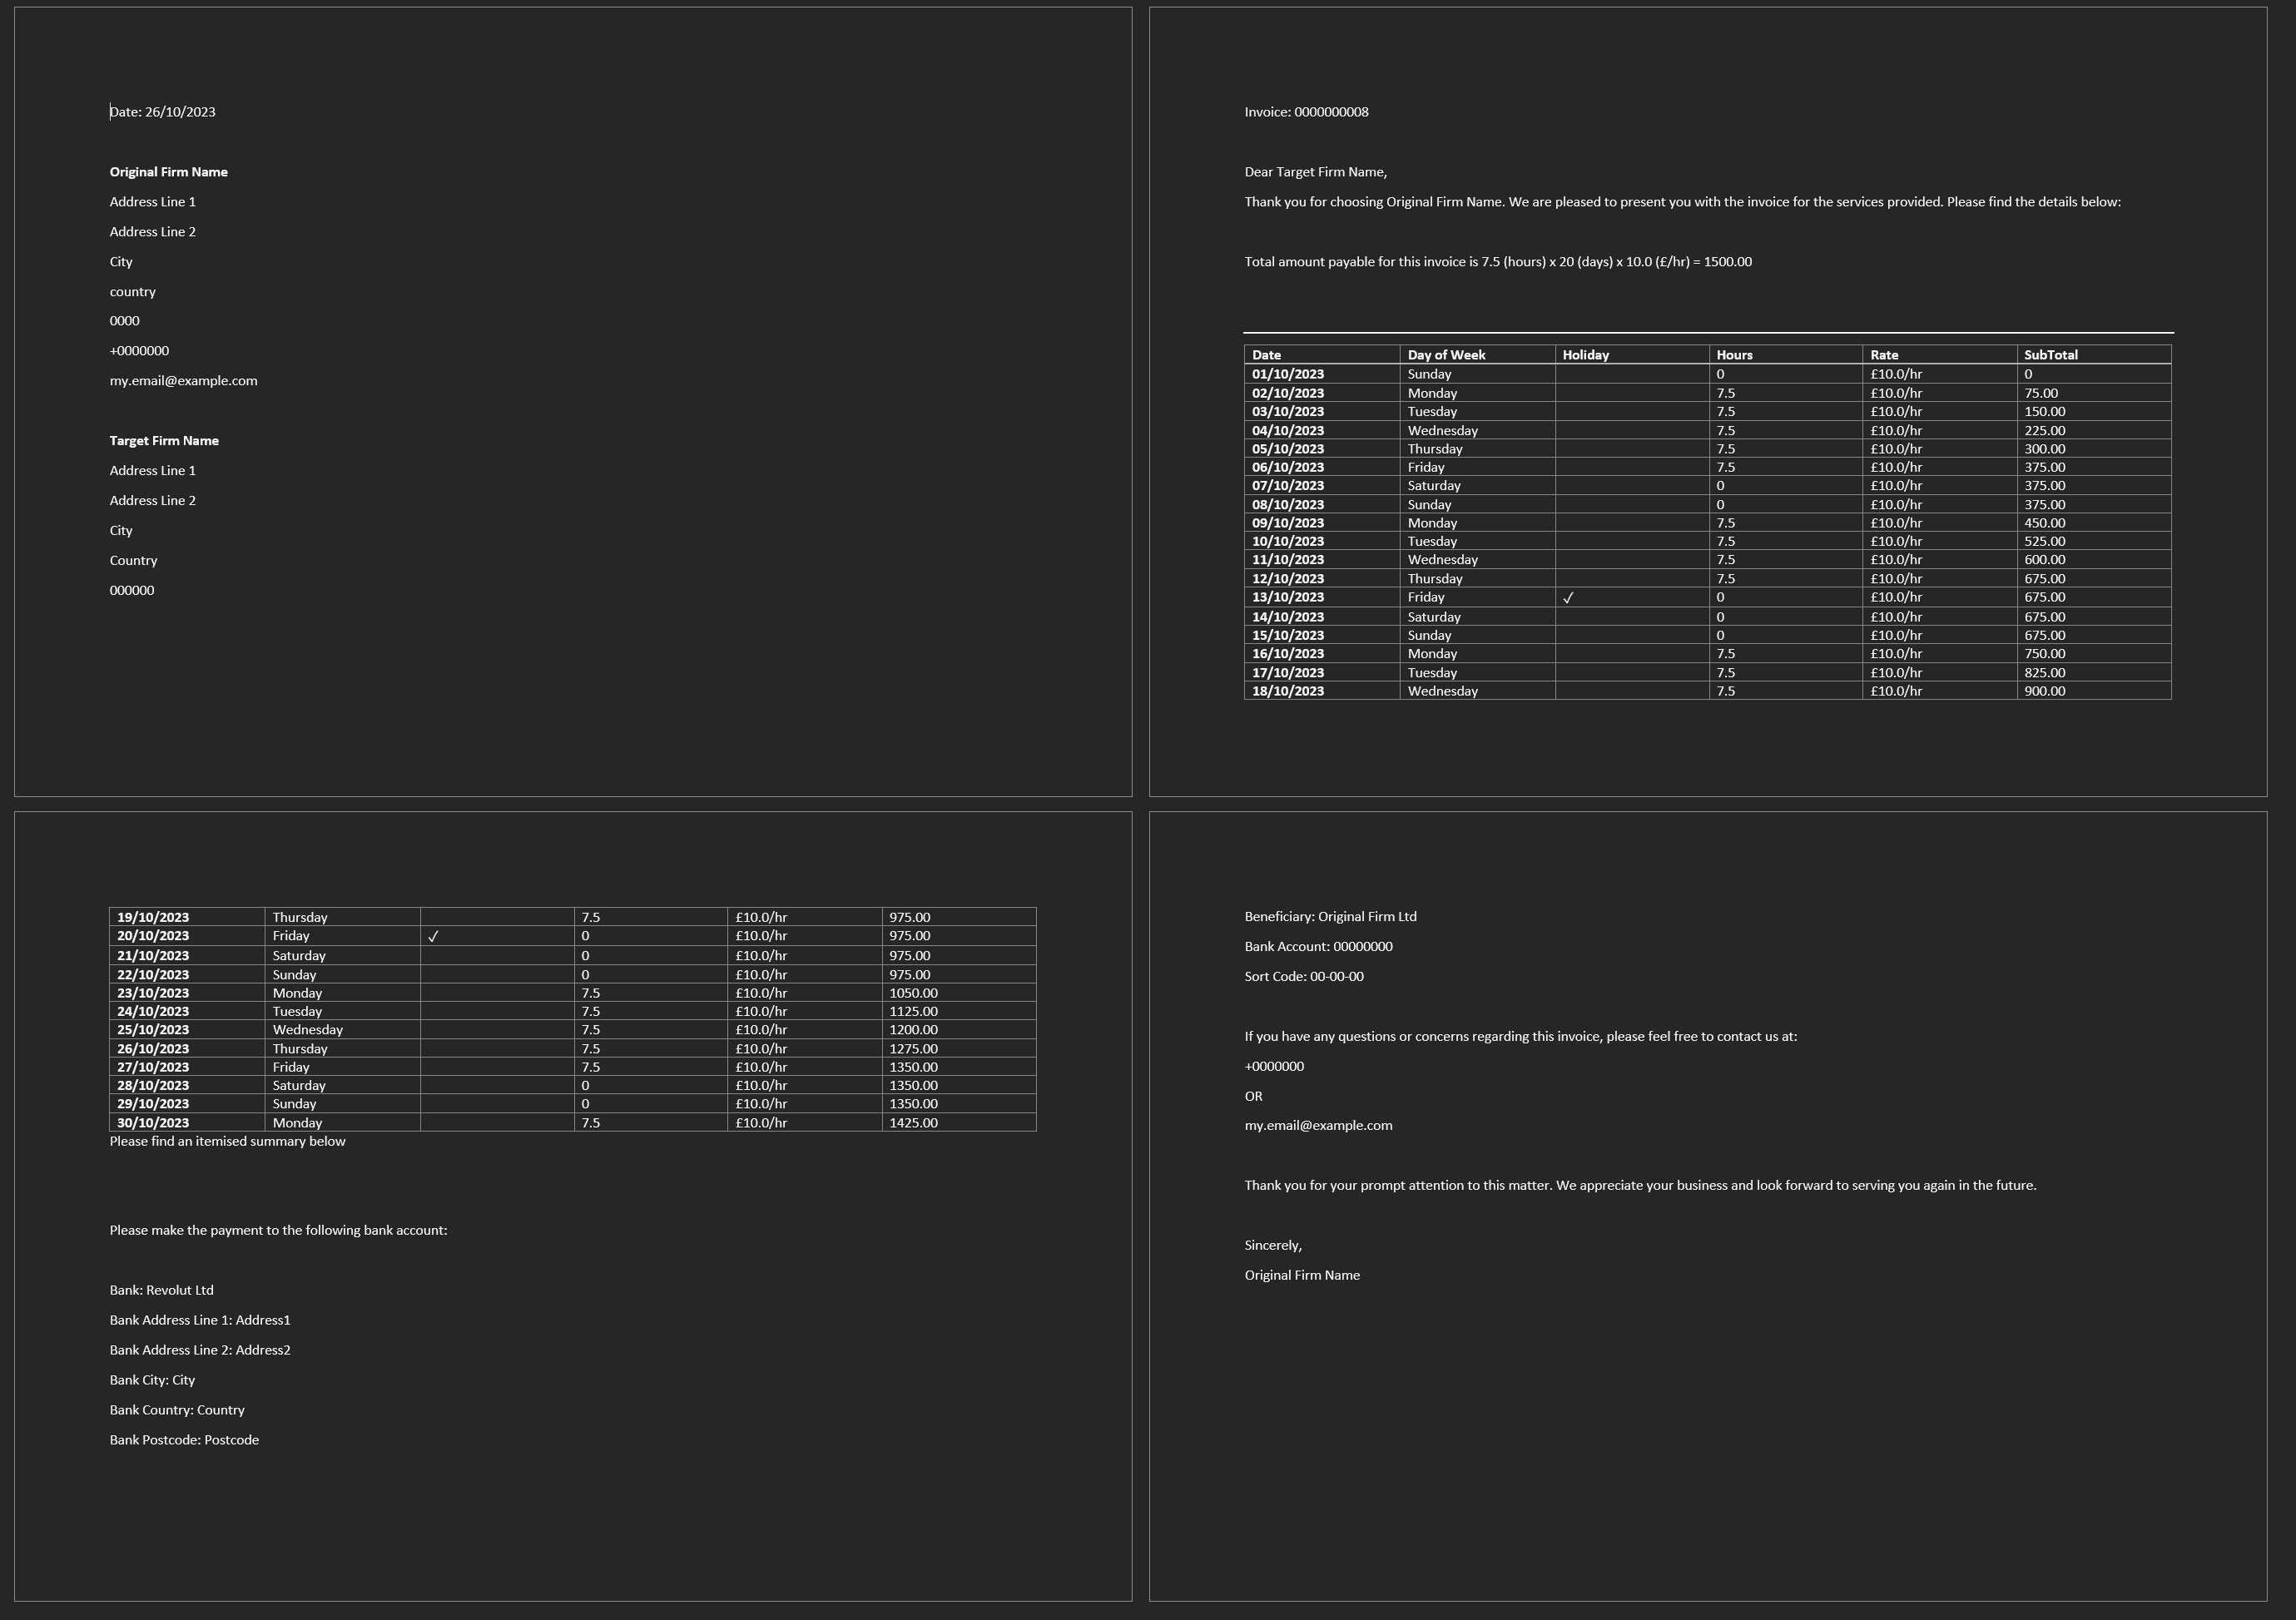 Date: 26/10/2023
Original Firm Name
Address Line 1
Address Line 2
City
country
0000
+0000000
my.email@example.com
Target Firm Name
Address Line 1
Address Line 2
City
Country
000000
Invoice: 0000000008
Dear Target Firm Name,
Thank you for choosing Original Firm Name. We are pleased to present you with the invoice for the services provided. Please find the details below:
Total amount payable for this invoice is 7.5 (hours) x 20 (days) x 10.0 (£/hr) = 1500.00
Date Day of Week Holiday Hours Rate SubTotal
01/10/2023 Sunday 0 £10.0/hr 0
02/10/2023 Monday 7.5 £10.0/hr 75.00
03/10/2023 Tuesday 7.5 £10.0/hr 150.00
04/10/2023 Wednesday 7.5 £10.0/hr 225.00
05/10/2023 Thursday 7.5 £10.0/hr 300.00
06/10/2023 Friday 7.5 £10.0/hr 375.00
07/10/2023 Saturday 0 £10.0/hr 375.00
08/10/2023 Sunday 0 £10.0/hr 375.00
09/10/2023 Monday 7.5 £10.0/hr 450.00
10/10/2023 Tuesday 7.5 £10.0/hr 525.00
11/10/2023 Wednesday 7.5 £10.0/hr 600.00
12/10/2023 Thursday 7.5 £10.0/hr 675.00
13/10/2023 Friday ✓ 0 £10.0/hr 675.00
14/10/2023 Saturday 0 £10.0/hr 675.00
15/10/2023 Sunday 0 £10.0/hr 675.00
16/10/2023 Monday 7.5 £10.0/hr 750.00
17/10/2023 Tuesday 7.5 £10.0/hr 825.00
18/10/2023 Wednesday 7.5 £10.0/hr 900.00
19/10/2023 Thursday 7.5 £10.0/hr 975.00
20/10/2023 Friday ✓ 0 £10.0/hr 975.00
21/10/2023 Saturday 0 £10.0/hr 975.00
22/10/2023 Sunday 0 £10.0/hr 975.00
23/10/2023 Monday 7.5 £10.0/hr 1050.00
24/10/2023 Tuesday 7.5 £10.0/hr 1125.00
25/10/2023 Wednesday 7.5 £10.0/hr 1200.00
26/10/2023 Thursday 7.5 £10.0/hr 1275.00
27/10/2023 Friday 7.5 £10.0/hr 1350.00
28/10/2023 Saturday 0 £10.0/hr 1350.00
29/10/2023 Sunday 0 £10.0/hr 1350.00
30/10/2023 Monday 7.5 £10.0/hr 1425.00
Please find an itemised summary below
Please make the payment to the following bank account:
Bank: Revolut Ltd
Bank Address Line 1: Address1
Bank Address Line 2: Address2
Bank City: City
Bank Country: Country
Bank Postcode: Postcode
Beneficiary: Original Firm Ltd
Bank Account: 00000000
Sort Code: 00-00-00
If you have any questions or concerns regarding this invoice, please feel free to contact us at:
+0000000
OR
my.email@example.com
Thank you for your prompt attention to this matter. We appreciate your business and look forward to serving you again in the future.
Sincerely,
Original Firm Name